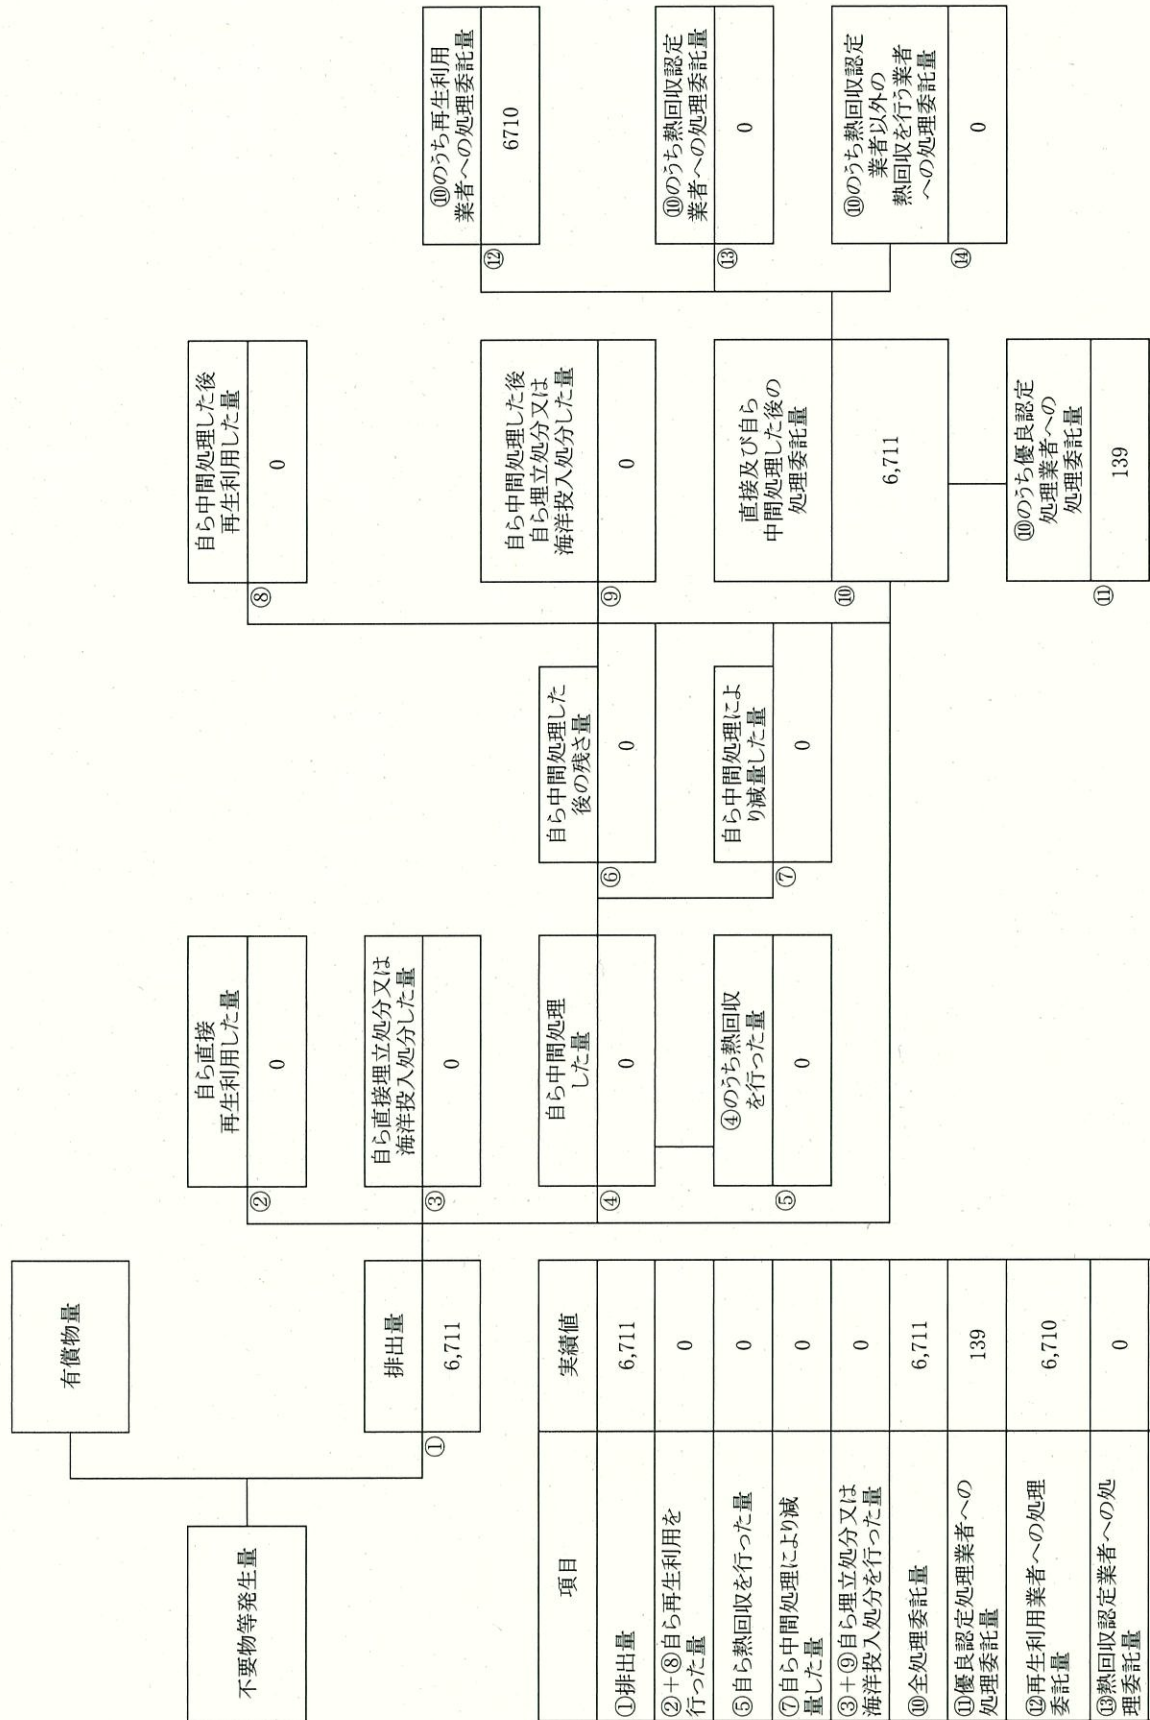 不要物等発生量
有償物量
排出量
①
6,711
自ら直接
再生利用した量
②
0
自ら直接埋立処分又は
海洋投入処分した量
③
0
自ら中間処理
した量
④
0
④のうち熱回収
を行った量
⑤
0
自ら中間処理した
後の残さ量
⑥
0
自ら中間処理によ
り減量した量
⑦
0
自ら中間処理した後
再生利用した量
⑧
0
自ら中間処理した後
自ら埋立処分又は
海洋投入処分した量
⑨
0
直接及び自ら
中間処理した後の
処理委託量
⑩
6,711
⑩のうち優良認定
処理業者への
処理委託量
⑪
139
⑩のうち再生利用
業者への処理委託量
⑫
6710
⑩のうち熱回収認定
業者への処理委託量
⑬
0
⑩のうち熱回収認定
業者以外の
熱回収を行う業者
への処理委託量
⑭
0
項目
実績値
①排出量
6,711
②+⑧自ら再生利用を
行った量
0
⑤自ら熱回収を行った量
0
⑦自ら中間処理により減
量した量
0
③+⑨自ら埋立処分又は
海洋投入処分を行った量
0
⑩全処理委託量
6,711
⑪優良認定処理業者への
処理委託量
139
⑫再生利用業者への処理
委託量
6,710
⑬熱回収認定業者への処
理委託量
0